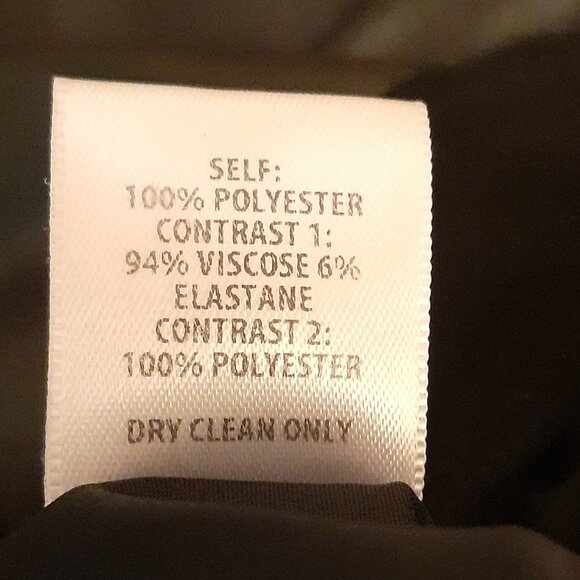 SELF:
100% POLYESTER
CONTRAST 1:
94% VISCOSE 6%
ELASTANE
CONTRAST 2:
100% POLYESTER
DRY CLEAN ONLY